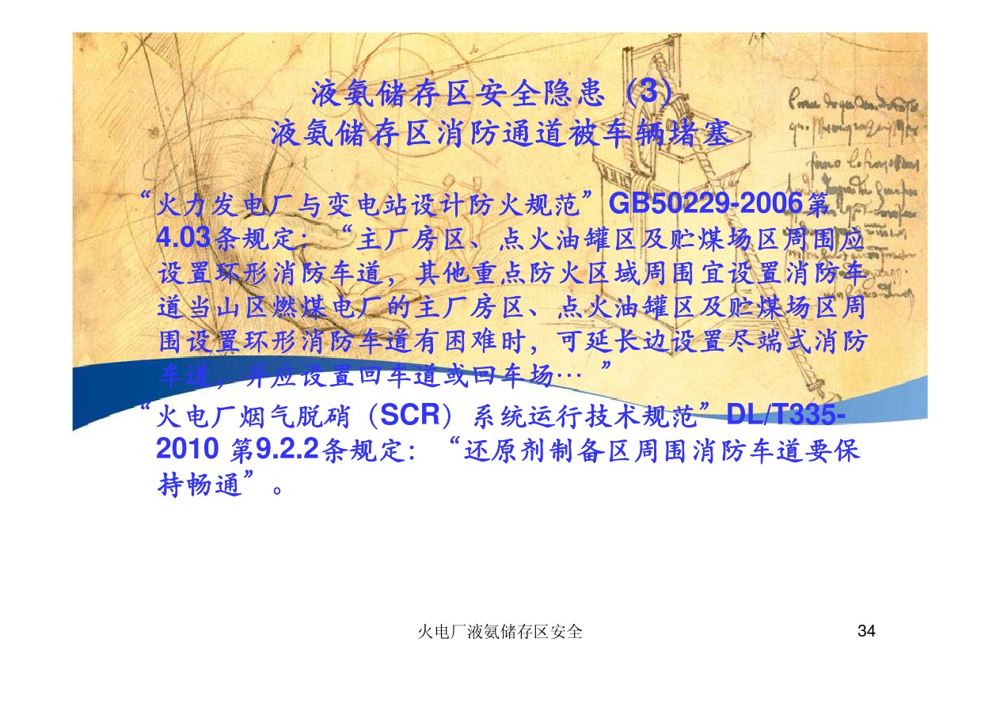 液氨储存区安全隐患（3）
液氨储存区消防通道被车辆堵塞
“火力发电厂与变电站设计防火规范”GB50229-2006第
4.03条规定：“主厂房区、点火油罐区及贮煤场区周围应
设置环形消防车道，其他重点防火区域周围宜设置消防车
道当山区燃煤电厂的主厂房区、点火油罐区及贮煤场区周
围设置环形消防车道有困难时，可延长边设置尽端式消防
车道，并应设置回车道或回车场…”
“火电厂烟气脱硝（SCR）系统运行技术规范”DL/T335-
2010 第9.2.2条规定：“还原剂制备区周围消防车道要保
持畅通”。
火电厂液氨储存区安全
34